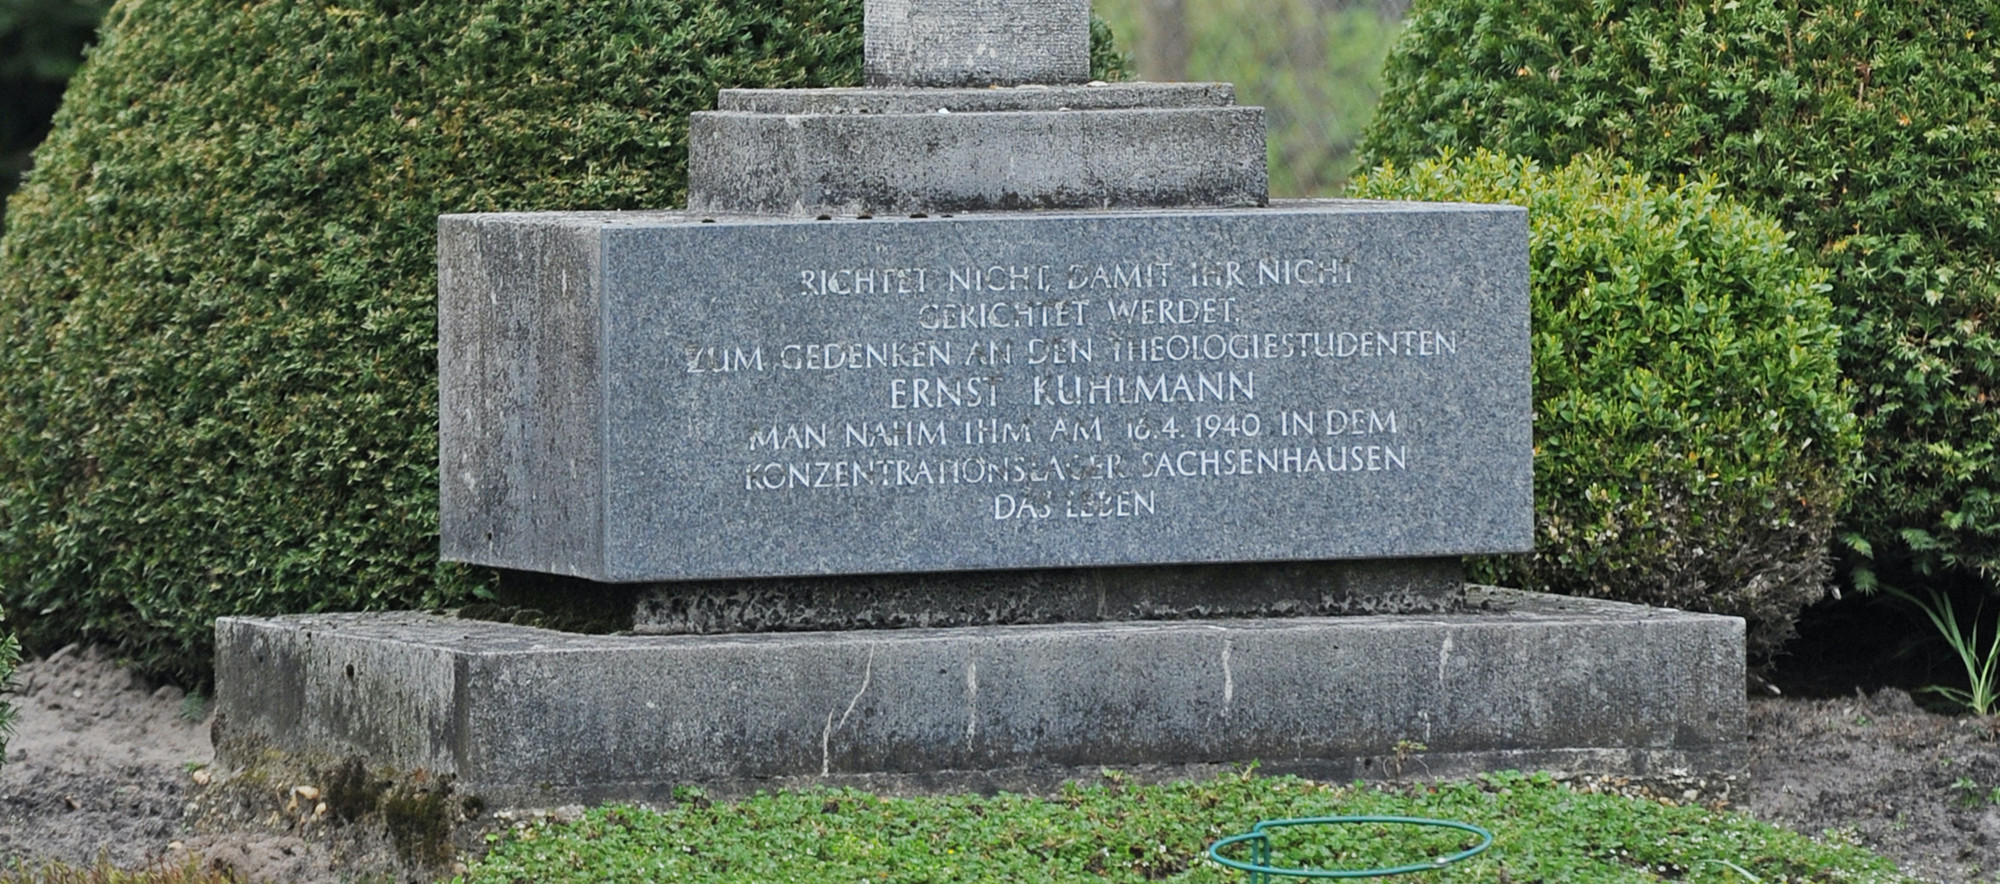 RICHTET NICHT, DAMIT IHR NICHT
GERICHTET WERDET.
ZUM GEDENKEN AN DEN THEOLOGIESTUDENTEN
ERNST KUHLMANN
MAN NAHM IHM AM 16.4.1940 IN DEM
KONZENTRATIONSLAGER SACHSENHAUSEN
DAS LEBEN